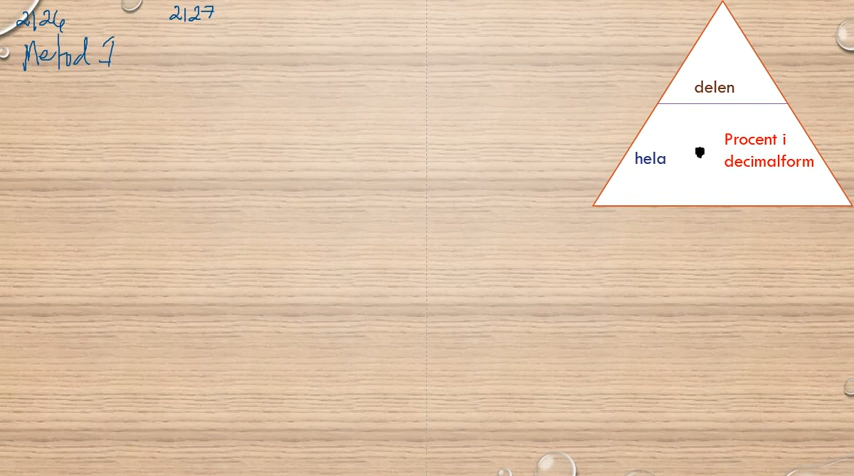 2126
2127
Metod 1
delen
hela
Procent i
decimalform